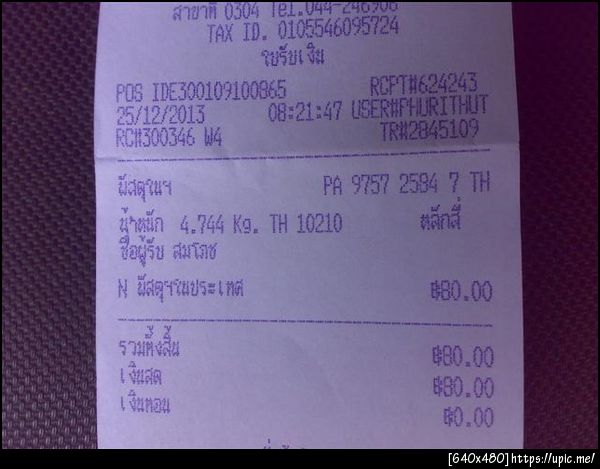 สาขาที่ 0304 Tel.044-246908
TAX ID. 0105546095724
ใบรับเงิน
POS IDE300109100865 RCPT#624243
25/12/2013 08:21:47 USER#PHURITHUT
RC#300346 W4 TR#2845109
พัสดุในฯ PA 9757 2584 7 TH
น้ำหนัก 4.744 Kg. TH 10210 หลักสี่
ชื่อผู้รับ สมโภช
N พัสดุฯในประเทศ ฿80.00
รวมทั้งสิ้น ฿80.00
เงินสด ฿80.00
เงินทอน ฿0.00
[640x480]https://upic.me/